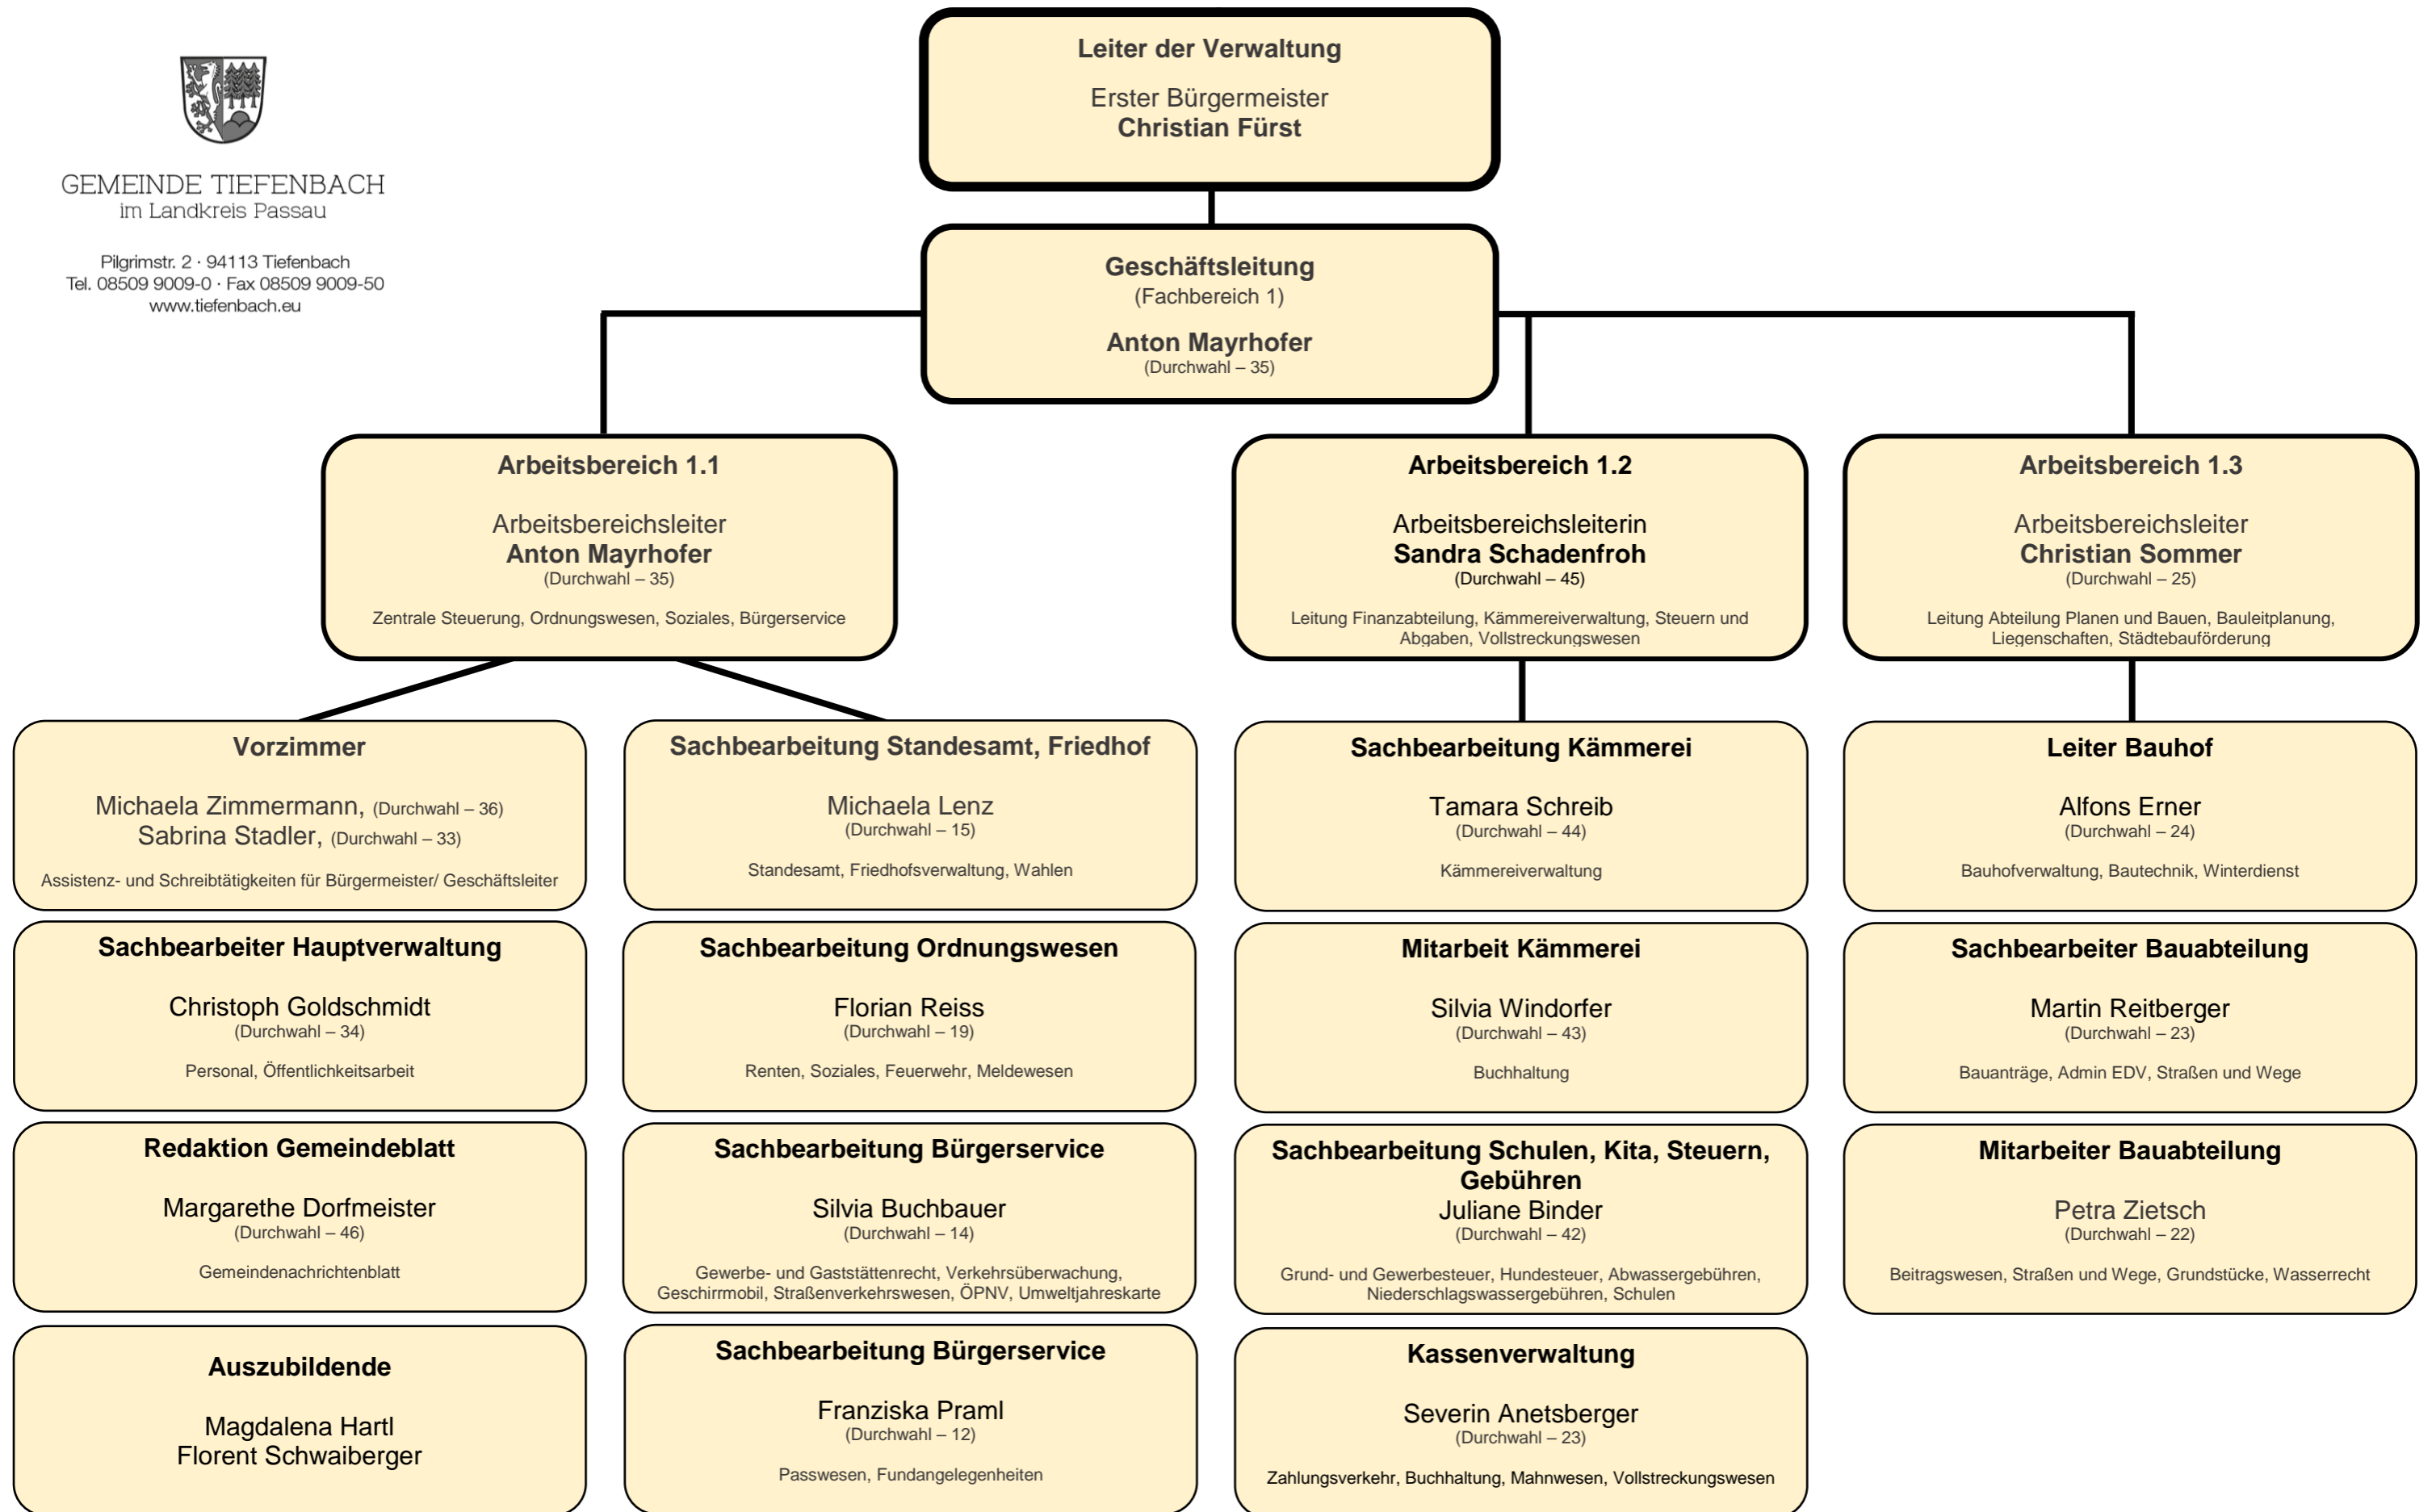 GEMEINDE TIEFENBACH
im Landkreis Passau
Pilgrimstr. 2 · 94113 Tiefenbach
Tel. 08509 9009-0 · Fax 08509 9009-50
www.tiefenbach.eu
Leiter der Verwaltung
Erster Bürgermeister
Christian Fürst
Geschäftsleitung
(Fachbereich 1)
Anton Mayrhofer
(Durchwahl – 35)
Arbeitsbereich 1.1
Arbeitsbereichsleiter
Anton Mayrhofer
(Durchwahl – 35)
Zentrale Steuerung, Ordnungswesen, Soziales, Bürgerservice
Arbeitsbereich 1.2
Arbeitsbereichsleiterin
Sandra Schadenfroh
(Durchwahl – 45)
Leitung Finanzabteilung, Kämmereiverwaltung, Steuern und
Abgaben, Vollstreckungswesen
Arbeitsbereich 1.3
Arbeitsbereichsleiter
Christian Sommer
(Durchwahl – 25)
Leitung Abteilung Planen und Bauen, Bauleitplanung,
Liegenschaften, Städtebauförderung
Vorzimmer
Michaela Zimmermann, (Durchwahl – 36)
Sabrina Stadler, (Durchwahl – 33)
Assistenz- und Schreibtätigkeiten für Bürgermeister/ Geschäftsleiter
Sachbearbeitung Standesamt, Friedhof
Michaela Lenz
(Durchwahl – 15)
Standesamt, Friedhofsverwaltung, Wahlen
Sachbearbeitung Kämmerei
Tamara Schreib
(Durchwahl – 44)
Kämmereiverwaltung
Leiter Bauhof
Alfons Erner
(Durchwahl – 24)
Bauhofverwaltung, Bautechnik, Winterdienst
Sachbearbeiter Hauptverwaltung
Christoph Goldschmidt
(Durchwahl – 34)
Personal, Öffentlichkeitsarbeit
Sachbearbeitung Ordnungswesen
Florian Reiss
(Durchwahl – 19)
Renten, Soziales, Feuerwehr, Meldewesen
Mitarbeit Kämmerei
Silvia Windorfer
(Durchwahl – 43)
Buchhaltung
Sachbearbeiter Bauabteilung
Martin Reitberger
(Durchwahl – 23)
Bauanträge, Admin EDV, Straßen und Wege
Redaktion Gemeindeblatt
Margarethe Dorfmeister
(Durchwahl – 46)
Gemeindenachrichtenblatt
Sachbearbeitung Bürgerservice
Silvia Buchbauer
(Durchwahl – 14)
Gewerbe- und Gaststättenrecht, Verkehrsüberwachung,
Geschirrmobil, Straßenverkehrswesen, ÖPNV, Umweltjahreskarte
Sachbearbeitung Schulen, Kita, Steuern,
Gebühren
Juliane Binder
(Durchwahl – 42)
Grund- und Gewerbesteuer, Hundesteuer, Abwassergebühren,
Niederschlagswassergebühren, Schulen
Mitarbeiter Bauabteilung
Petra Zietsch
(Durchwahl – 22)
Beitragswesen, Straßen und Wege, Grundstücke, Wasserrecht
Auszubildende
Magdalena Hartl
Florent Schwaiberger
Sachbearbeitung Bürgerservice
Franziska Praml
(Durchwahl – 12)
Passwesen, Fundangelegenheiten
Kassenverwaltung
Severin Anetsberger
(Durchwahl – 23)
Zahlungsverkehr, Buchhaltung, Mahnwesen, Vollstreckungswesen